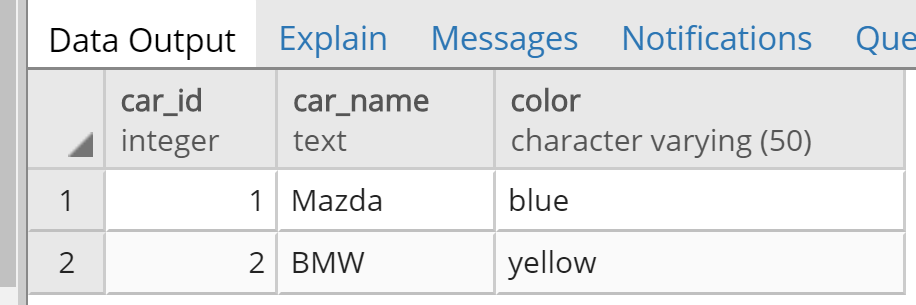 Data Output Explain Messages Notifications
car_id car_name color
integer text character varying (50)
1 1 Mazda blue
2 2 BMW yellow